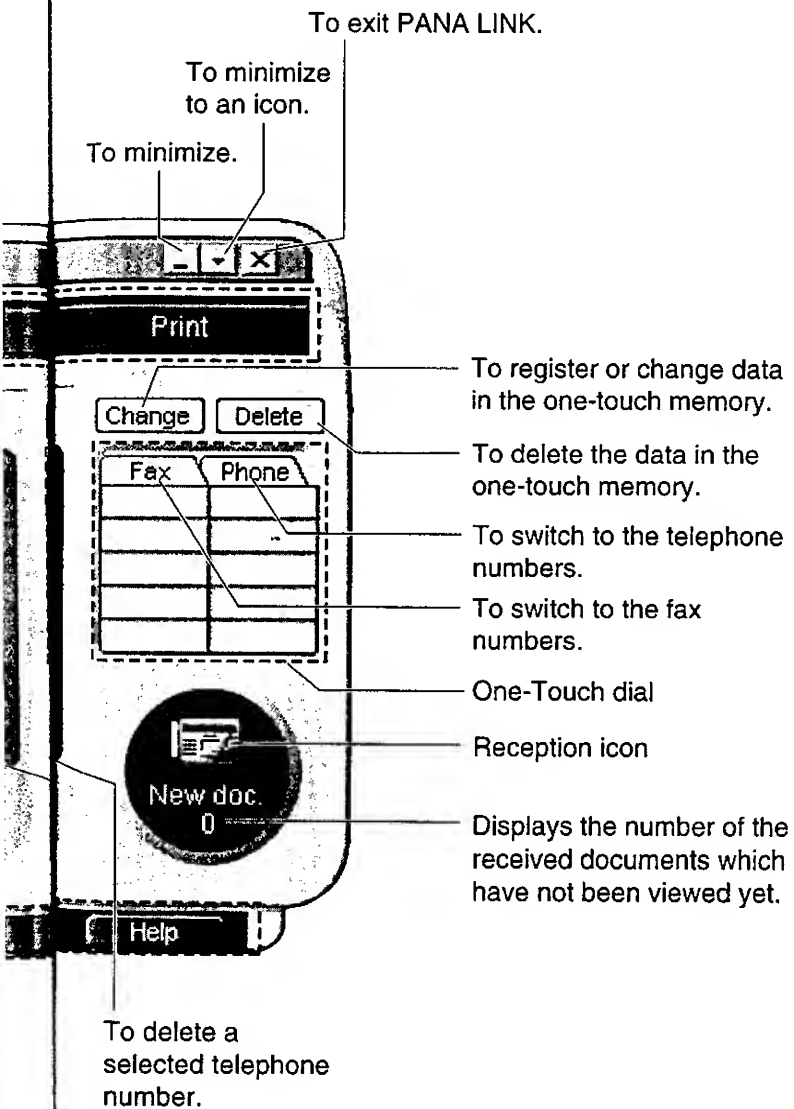 To exit PANA LINK.
To minimize
to an icon.
To minimize.
Print
To register or change data
in the one-touch memory.
Change
Delete
To delete the data in the
one-touch memory.
Fax
Phone
To switch to the telephone
numbers.
To switch to the fax
numbers.
One-Touch dial
Reception icon
New doc.
0
Displays the number of the
received documents which
have not been viewed yet.
Help
To delete a
selected telephone
number.